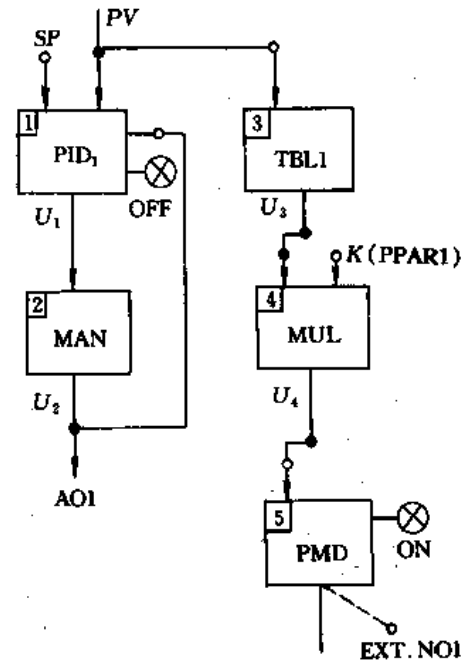 PV
SP
1
PID₁
OFF
U₁
2
MAN
U₂
AO1
3
TBL1
U₃
K(PPAR1)
4
MUL
U₄
5
PMD
ON
EXT. NO1